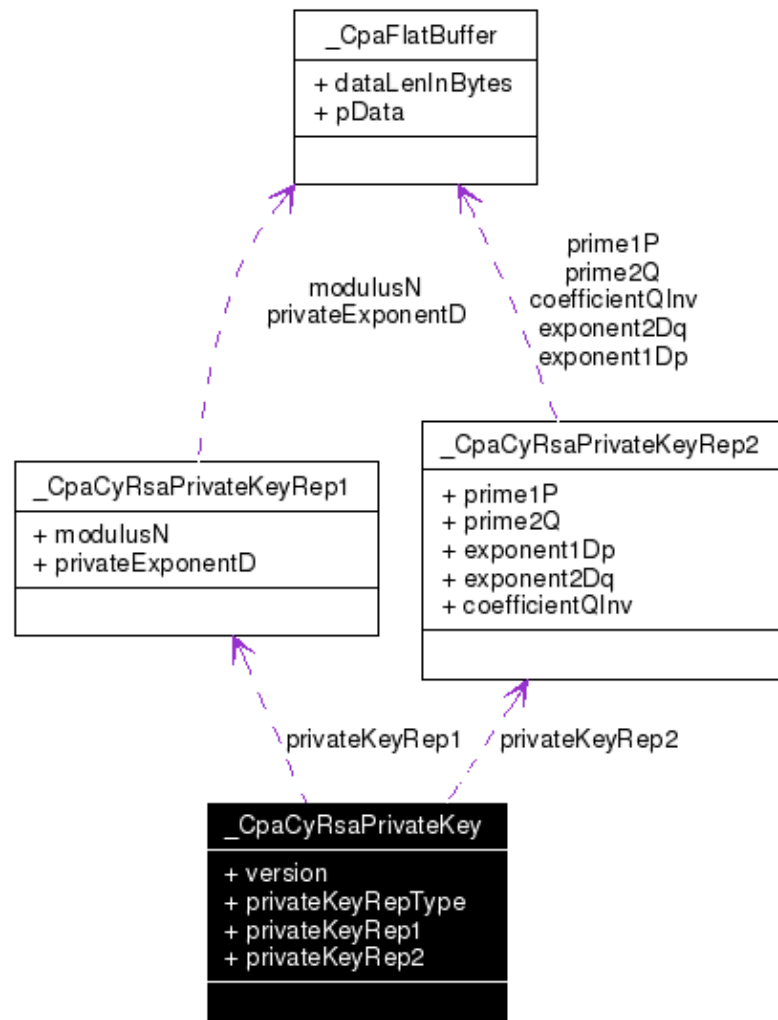 _CpaFlatBuffer
+ dataLenInBytes
+ pData
modulusN
privateExponentD
prime1P
prime2Q
coefficientQInv
exponent2Dq
exponent1Dp
_CpaCyRsaPrivateKeyRep1
+ modulusN
+ privateExponentD
_CpaCyRsaPrivateKeyRep2
+ prime1P
+ prime2Q
+ exponent1Dp
+ exponent2Dq
+ coefficientQInv
privateKeyRep1
privateKeyRep2
_CpaCyRsaPrivateKey
+ version
+ privateKeyRepType
+ privateKeyRep1
+ privateKeyRep2